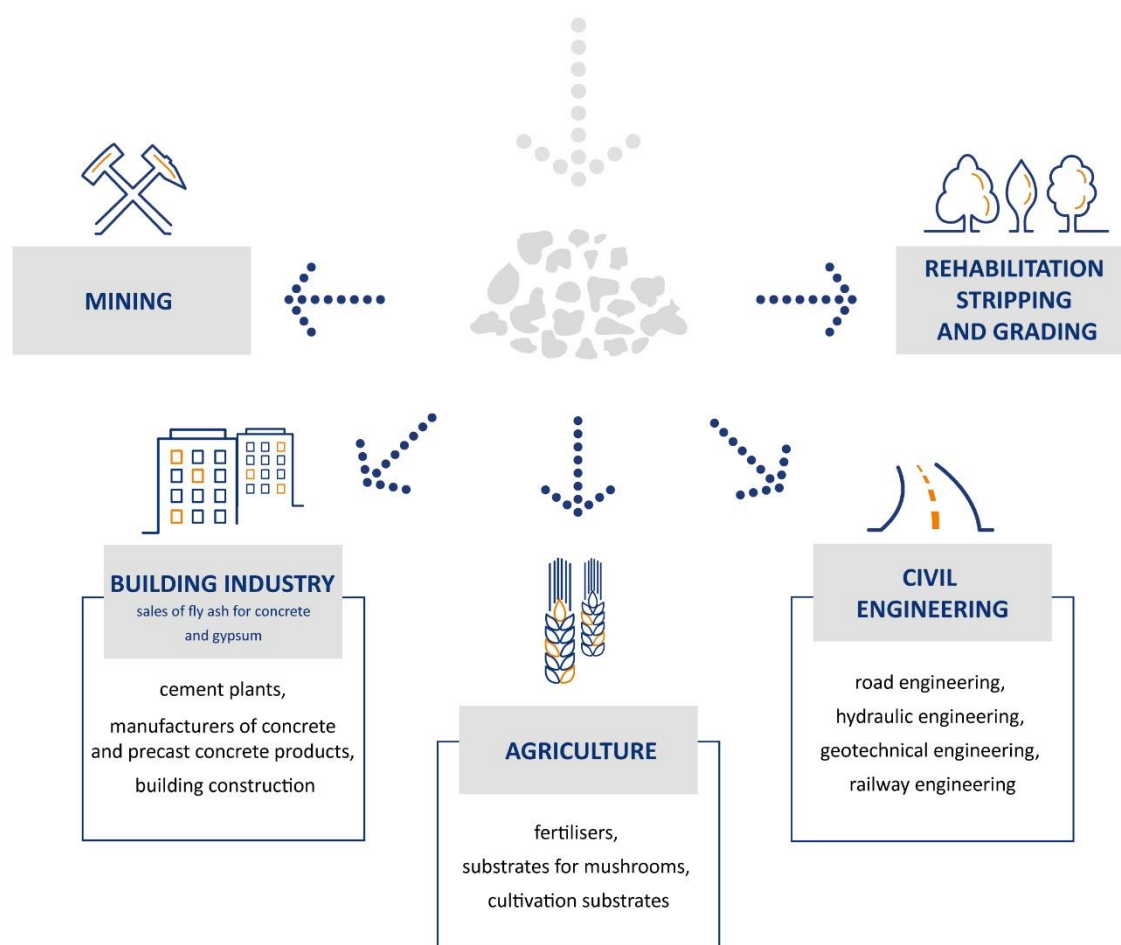 MINING
REHABILITATION
STRIPPING
AND GRADING
BUILDING INDUSTRY
sales of fly ash for concrete
and gypsum
cement plants,
manufacturers of concrete
and precast concrete products,
building construction
AGRICULTURE
fertilisers,
substrates for mushrooms,
cultivation substrates
CIVIL
ENGINEERING
road engineering,
hydraulic engineering,
geotechnical engineering,
railway engineering